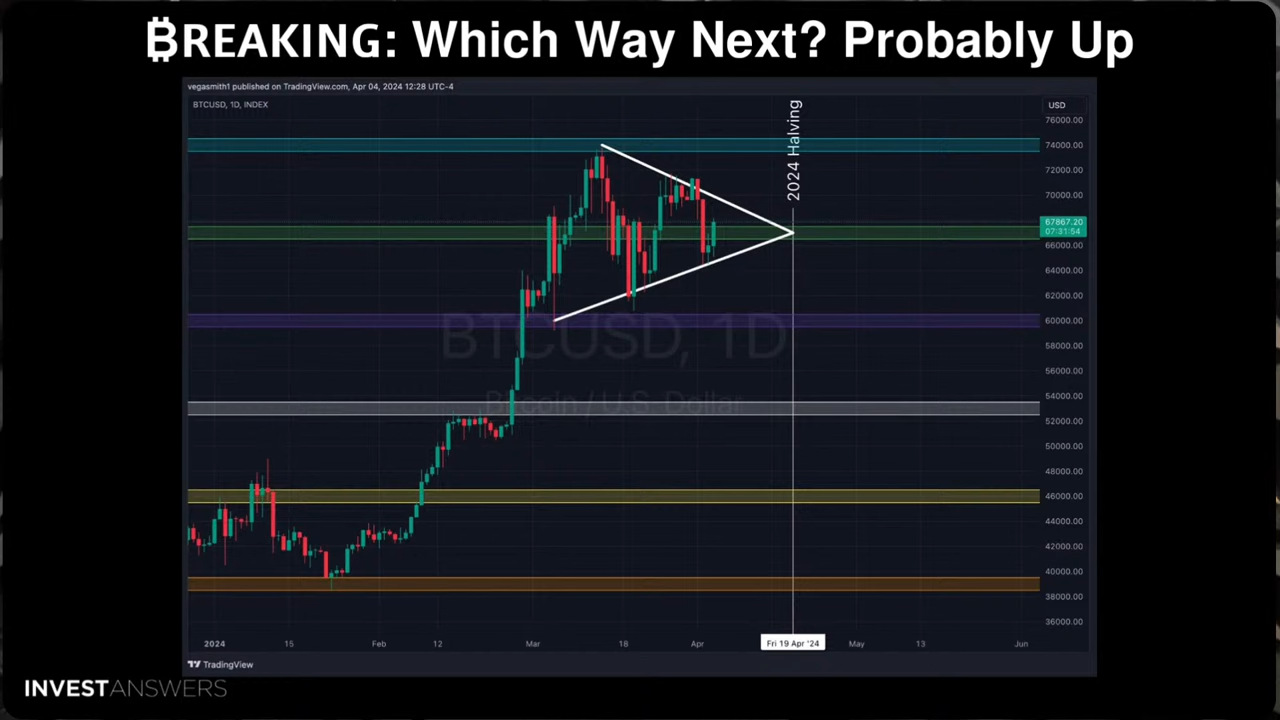 ₿REAKING: Which Way Next? Probably Up
vegasmith1 published on TradingView.com, Apr 04, 2024 12:28 UTC-4
BTCUSD, 1D, INDEX
USD
76000.00
74000.00
72000.00
70000.00
67867.20
07:31:54
66000.00
64000.00
62000.00
60000.00
58000.00
56000.00
54000.00
52000.00
50000.00
48000.00
46000.00
44000.00
42000.00
40000.00
38000.00
36000.00
2024 Halving
BTCUSD, 1D
Bitcoin / U.S. Dollar
2024 15 Feb 12 Mar 18 Apr Fri 19 Apr '24 May 13 Jun
TradingView
INVESTANSWERS